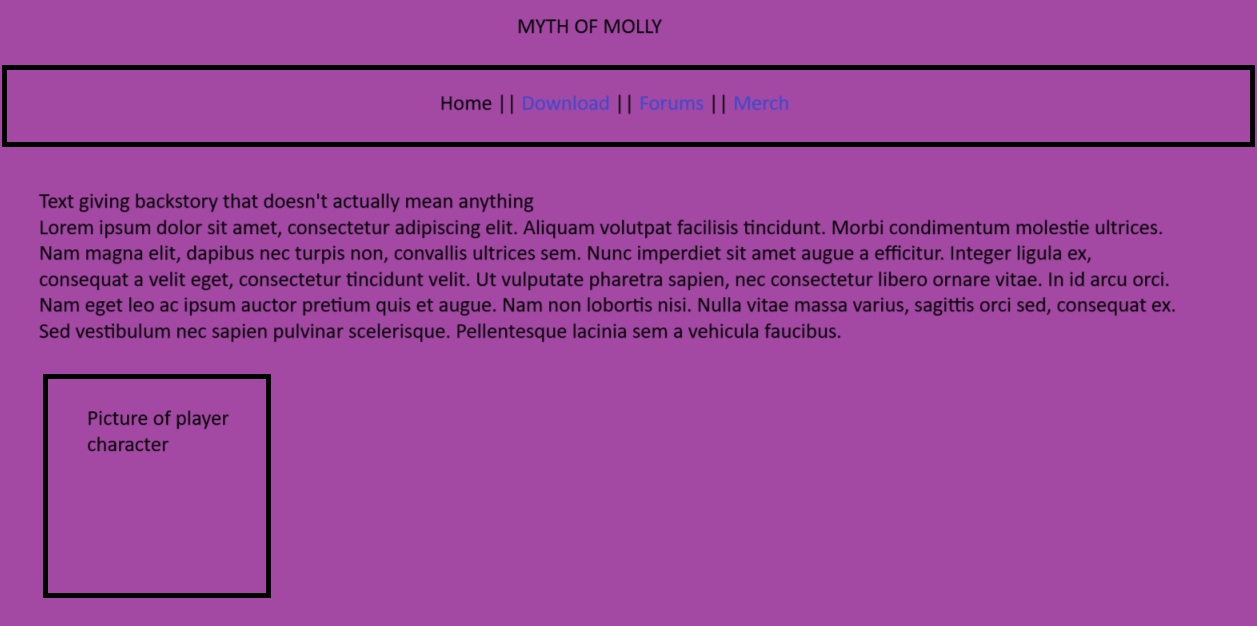 MYTH OF MOLLY
Home || Download || Forums || Merch
Text giving backstory that doesn't actually mean anything
Lorem ipsum dolor sit amet, consectetur adipiscing elit. Aliquam volutpat facilisis tincidunt. Morbi condimentum molestie ultrices.
Nam magna elit, dapibus nec turpis non, convallis ultrices sem. Nunc imperdiet sit amet augue a efficitur. Integer ligula ex,
consequat a velit eget, consectetur tincidunt velit. Ut vulputate pharetra sapien, nec consectetur libero ornare vitae. In id arcu orci.
Nam eget leo ac ipsum auctor pretium quis et augue. Nam non lobortis nisi. Nulla vitae massa varius, sagittis orci sed, consequat ex.
Sed vestibulum nec sapien pulvinar scelerisque. Pellentesque lacinia sem a vehicula faucibus.
Picture of player
character